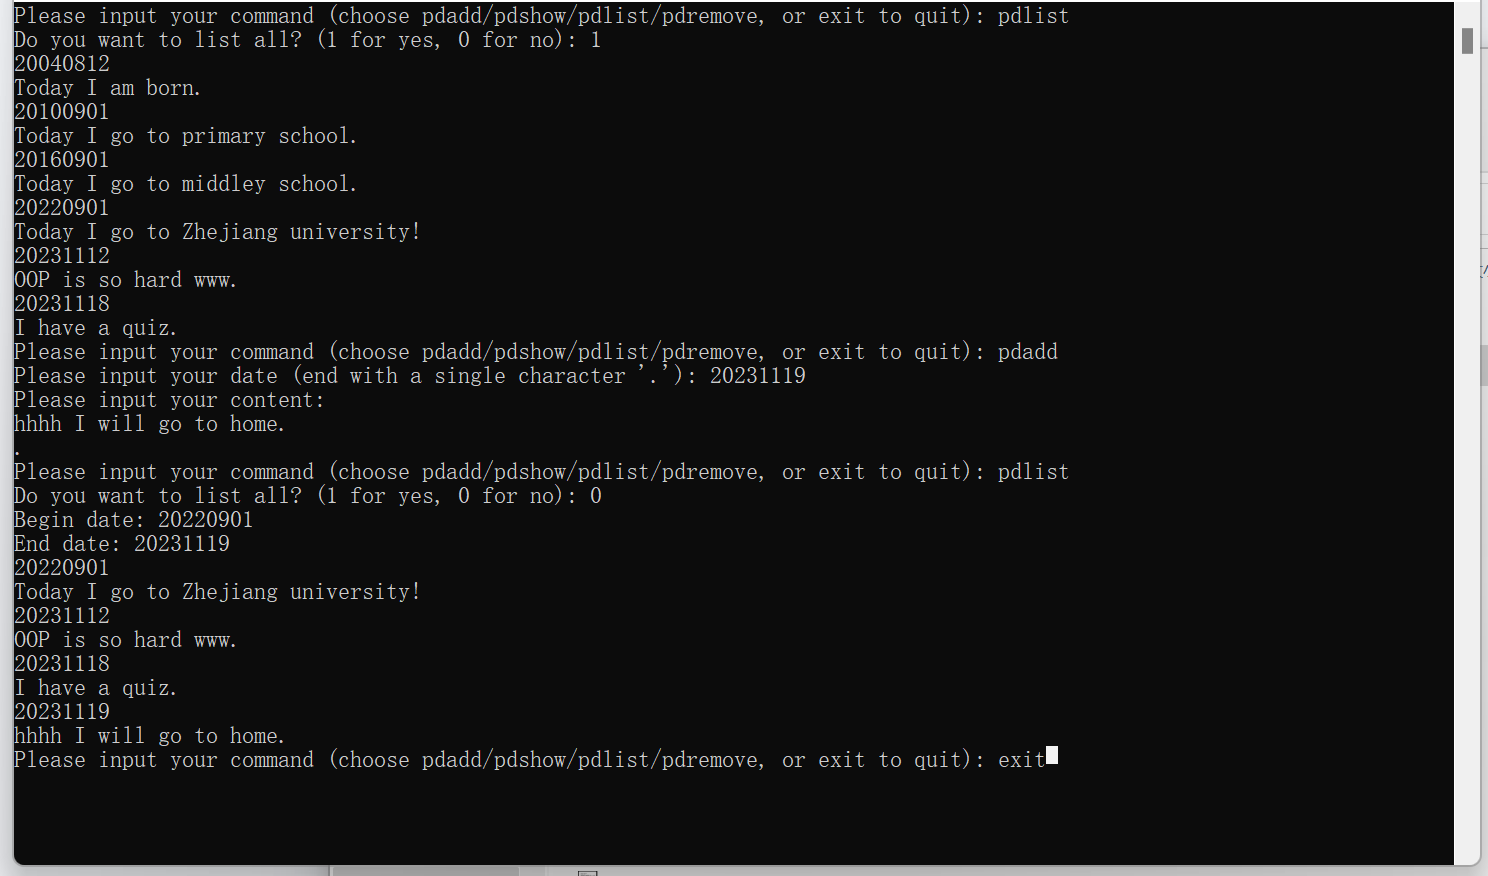 Please input your command (choose pdadd/pdshow/pdlist/pdremove, or exit to quit): pdlist
Do you want to list all? (1 for yes, 0 for no): 1
20040812
Today I am born.
20100901
Today I go to primary school.
20160901
Today I go to middley school.
20220901
Today I go to Zhejiang university!
20231112
OOP is so hard www.
20231118
I have a quiz.
Please input your command (choose pdadd/pdshow/pdlist/pdremove, or exit to quit): pdadd
Please input your date (end with a single character '.'): 20231119
Please input your content:
hhhh I will go to home.
.
Please input your command (choose pdadd/pdshow/pdlist/pdremove, or exit to quit): pdlist
Do you want to list all? (1 for yes, 0 for no): 0
Begin date: 20220901
End date: 20231119
20220901
Today I go to Zhejiang university!
20231112
OOP is so hard www.
20231118
I have a quiz.
20231119
hhhh I will go to home.
Please input your command (choose pdadd/pdshow/pdlist/pdremove, or exit to quit): exit